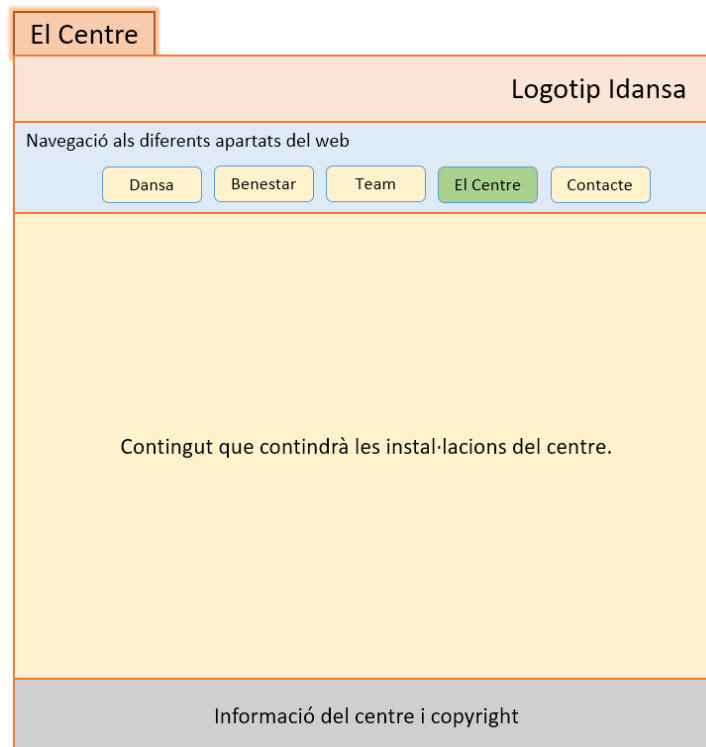 El Centre
Logotip Idansa
Navegació als diferents apartats del web
Dansa Benestar Team El Centre Contacte
Contingut que contindrà les instal·lacions del centre.
Informació del centre i copyright